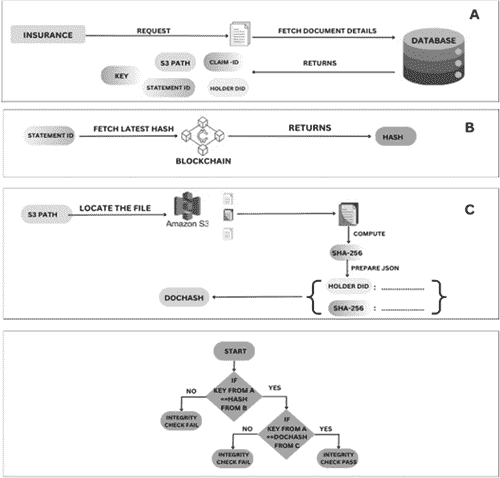 A
INSURANCE
REQUEST
FETCH DOCUMENT DETAILS
DATABASE
S3 PATH
CLAIM -ID
RETURNS
KEY
STATEMENT ID
HOLDER DID
B
STATEMENT ID
FETCH LATEST HASH
BLOCKCHAIN
RETURNS
HASH
C
S3 PATH
LOCATE THE FILE
Amazon S3
COMPUTE
SHA-256
PREPARE JSON
DOCHASH
{ HOLDER DID : ..................
SHA-256 : .................. }
START
IF
KEY FROM A
==HASH
FROM B
NO
YES
INTEGRITY
CHECK FAIL
IF
KEY FROM A
==DOCHASH
FROM C
NO
YES
INTEGRITY
CHECK FAIL
INTEGRITY
CHECK PASS